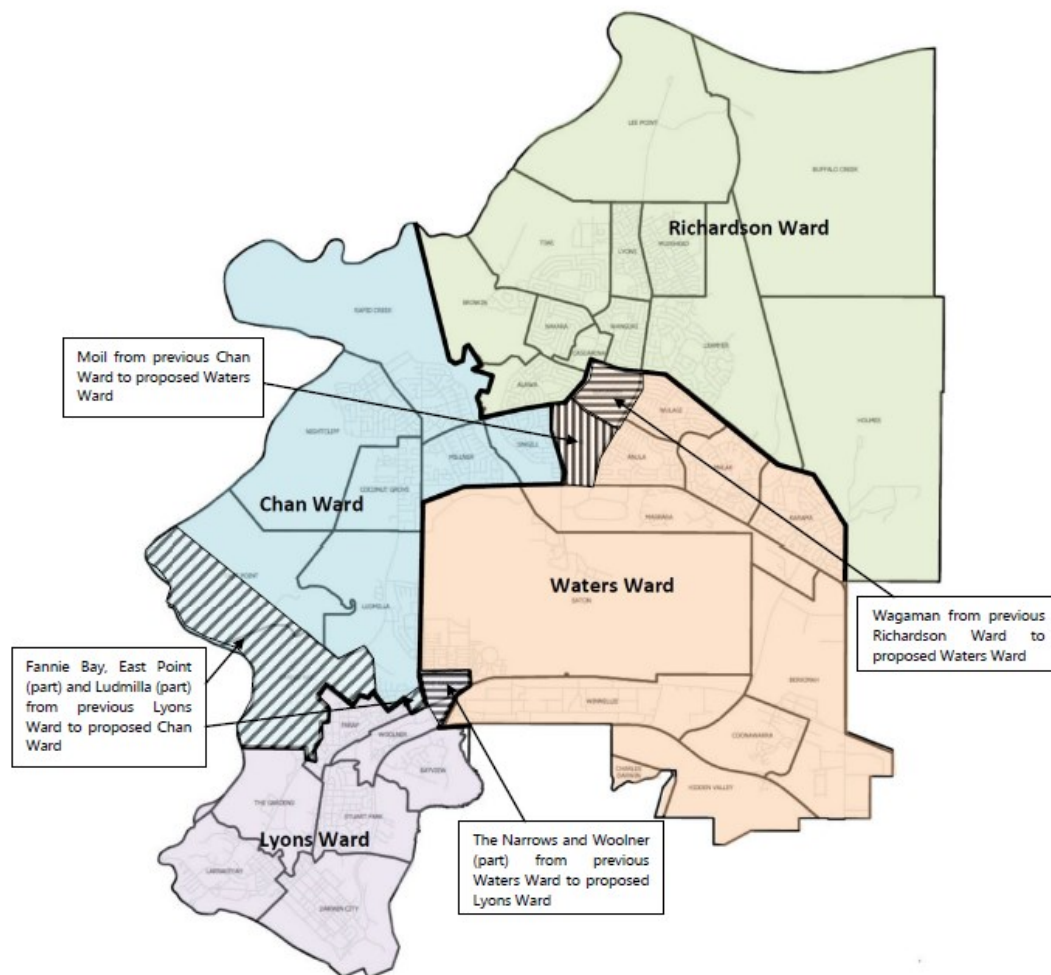 LEE POINT
BUFFALO CREEK
Richardson Ward
TIWI
LYONS
MUIRHEAD
RAPID CREEK
BRINKIN
NAKARA
WANGURI
CASUARINA
LEANYER
ALAWA
Moil from previous Chan
Ward to proposed Waters
Ward
WULAGI
HOLMES
NIGHTCLIFF
MILLNER
JINGILI
ANULA
MALAK
COCONUT GROVE
Chan Ward
MARRARA
KARAMA
Waters Ward
POINT
LUDMILLA
EATON
Wagaman from previous
Richardson Ward to
proposed Waters Ward
Fannie Bay, East Point
(part) and Ludmilla (part)
from previous Lyons
Ward to proposed Chan
Ward
BERRIMAH
WINNELLIE
PARAP
WOOLNER
COONAWARRA
BAYVIEW
CHARLES
DARWIN
HIDDEN VALLEY
THE GARDENS
STUART PARK
Lyons Ward
The Narrows and Woolner
(part) from previous
Waters Ward to proposed
Lyons Ward
LARRAKEYAH
DARWIN CITY